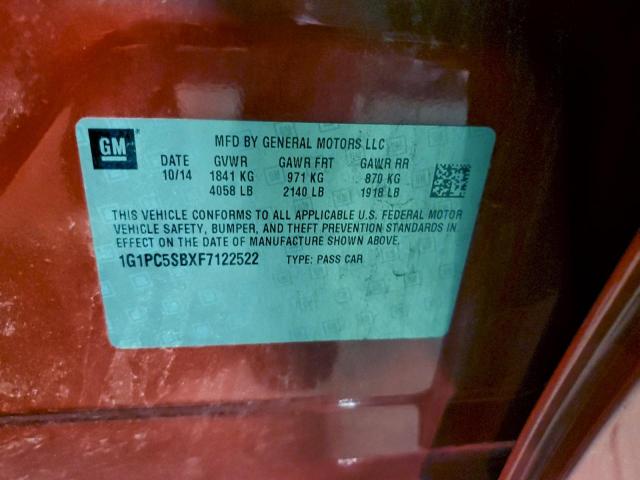 GM
MFD BY GENERAL MOTORS LLC
DATE GVWR GAWR FRT GAWR RR
10/14 1841 KG 971 KG 870 KG
4058 LB 2140 LB 1918 LB
THIS VEHICLE CONFORMS TO ALL APPLICABLE U.S. FEDERAL MOTOR
VEHICLE SAFETY, BUMPER, AND THEFT PREVENTION STANDARDS IN
EFFECT ON THE DATE OF MANUFACTURE SHOWN ABOVE.
1G1PC5SBXF7122522 TYPE: PASS CAR